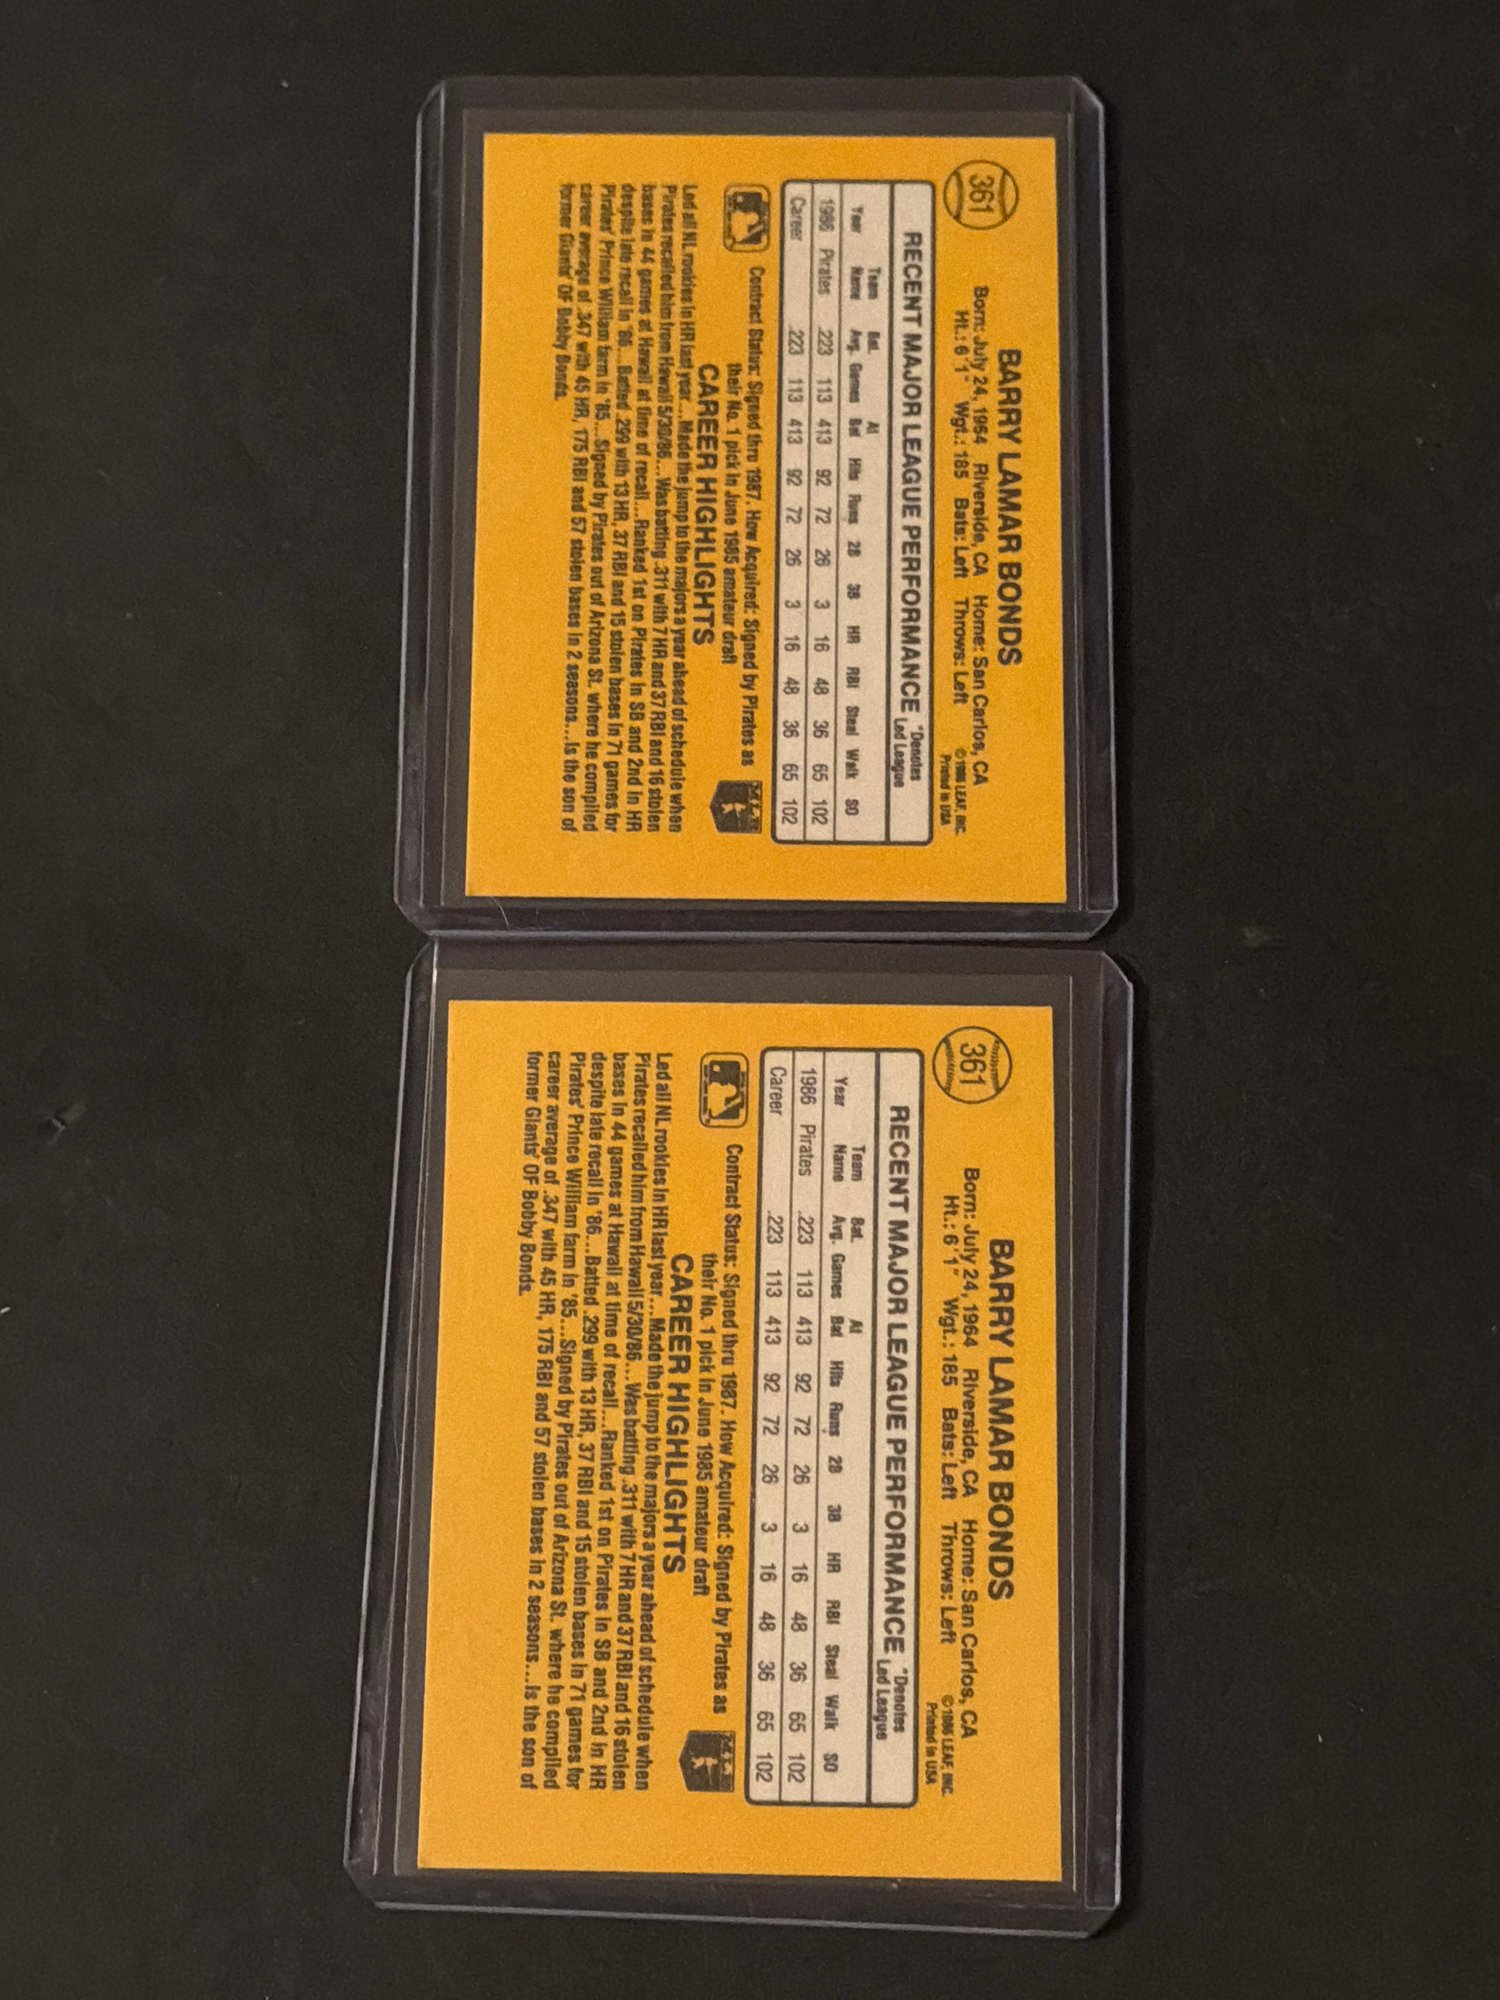 361
BARRY LAMAR BONDS
Born: July 24, 1964 Riverside, CA Home: San Carlos, CA
Ht.: 6'1" Wgt.: 185 Bats: Left Throws: Left
©1986 LEAF, INC.
Printed in USA
RECENT MAJOR LEAGUE PERFORMANCE *Denotes Led League
Team Bat. At
Year Name Avg. Games Bat Hits Runs 2B 3B HR RBI Steal Walk SO
1986 Pirates .223 113 413 92 72 26 3 16 48 36 65 102
Career .223 113 413 92 72 26 3 16 48 36 65 102
Contract Status: Signed thru 1987. How Acquired: Signed by Pirates as
their No. 1 pick in June 1985 amateur draft
CAREER HIGHLIGHTS
Led all NL rookies in HR last year...Made the jump to the majors a year ahead of schedule when
Pirates recalled him from Hawaii 5/30/86...Was batting .311 with 7 HR and 37 RBI and 16 stolen
bases in 44 games at Hawaii at time of recall...Ranked 1st on Pirates in SB and 2nd in HR
despite late recall in '86...Batted .299 with 13 HR, 37 RBI and 15 stolen bases in 71 games for
Pirates' Prince William farm in '85...Signed by Pirates out of Arizona St. where he compiled
career average of .347 with 45 HR, 175 RBI and 57 stolen bases in 2 seasons...Is the son of
former Giants' OF Bobby Bonds.
361
BARRY LAMAR BONDS
Born: July 24, 1964 Riverside, CA Home: San Carlos, CA
Ht.: 6'1" Wgt.: 185 Bats: Left Throws: Left
©1986 LEAF, INC.
Printed in USA
RECENT MAJOR LEAGUE PERFORMANCE *Denotes Led League
Team Bat. At
Year Name Avg. Games Bat Hits Runs 2B 3B HR RBI Steal Walk SO
1986 Pirates .223 113 413 92 72 26 3 16 48 36 65 102
Career .223 113 413 92 72 26 3 16 48 36 65 102
Contract Status: Signed thru 1987. How Acquired: Signed by Pirates as
their No. 1 pick in June 1985 amateur draft
CAREER HIGHLIGHTS
Led all NL rookies in HR last year...Made the jump to the majors a year ahead of schedule when
Pirates recalled him from Hawaii 5/30/86...Was batting .311 with 7 HR and 37 RBI and 16 stolen
bases in 44 games at Hawaii at time of recall...Ranked 1st on Pirates in SB and 2nd in HR
despite late recall in '86...Batted .299 with 13 HR, 37 RBI and 15 stolen bases in 71 games for
Pirates' Prince William farm in '85...Signed by Pirates out of Arizona St. where he compiled
career average of .347 with 45 HR, 175 RBI and 57 stolen bases in 2 seasons...Is the son of
former Giants' OF Bobby Bonds.